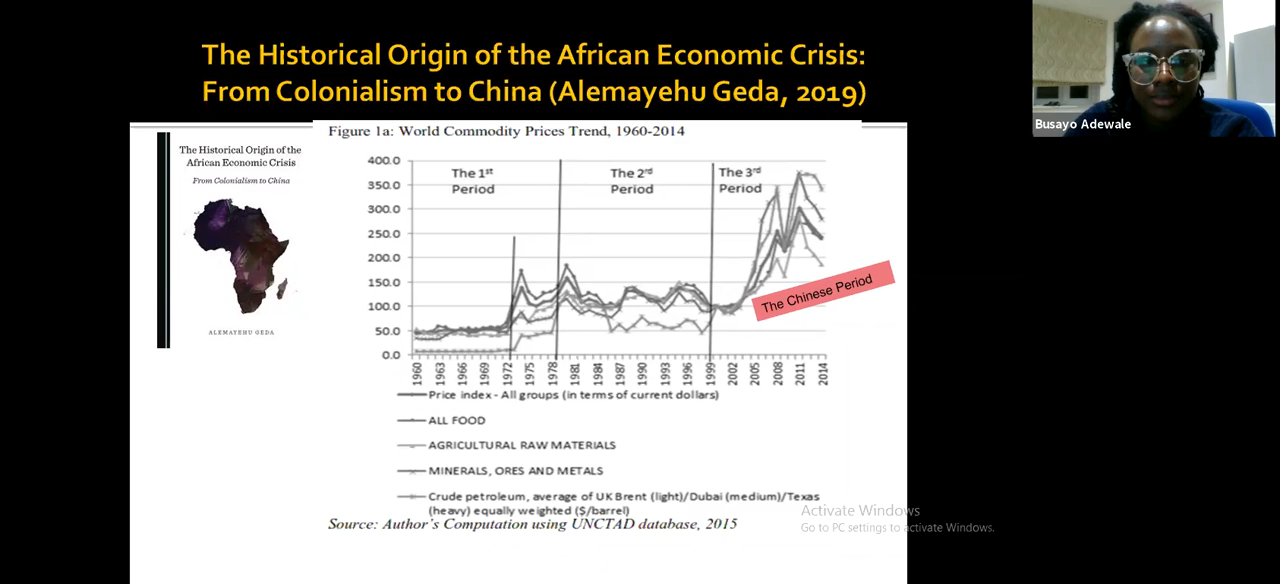 The Historical Origin of the African Economic Crisis:
From Colonialism to China (Alemayehu Geda, 2019)
Busayo Adewale
The Historical Origin of the
African Economic Crisis
From Colonialism to China
ALEMAYEHU GEDA
Figure 1a: World Commodity Prices Trend, 1960-2014
400.0
350.0
300.0
250.0
200.0
150.0
100.0
50.0
0.0
The 1st
Period
The 2nd
Period
The 3rd
Period
The Chinese Period
1960
1963
1966
1969
1972
1975
1978
1981
1984
1987
1990
1993
1996
1999
2002
2005
2008
2011
2014
Price index - All groups (in terms of current dollars)
ALL FOOD
AGRICULTURAL RAW MATERIALS
MINERALS, ORES AND METALS
Crude petroleum, average of UK Brent (light)/Dubai (medium)/Texas
(heavy) equally weighted ($/barrel)
Source: Author's Computation using UNCTAD database, 2015
Activate Windows
Go to PC settings to activate Windows.